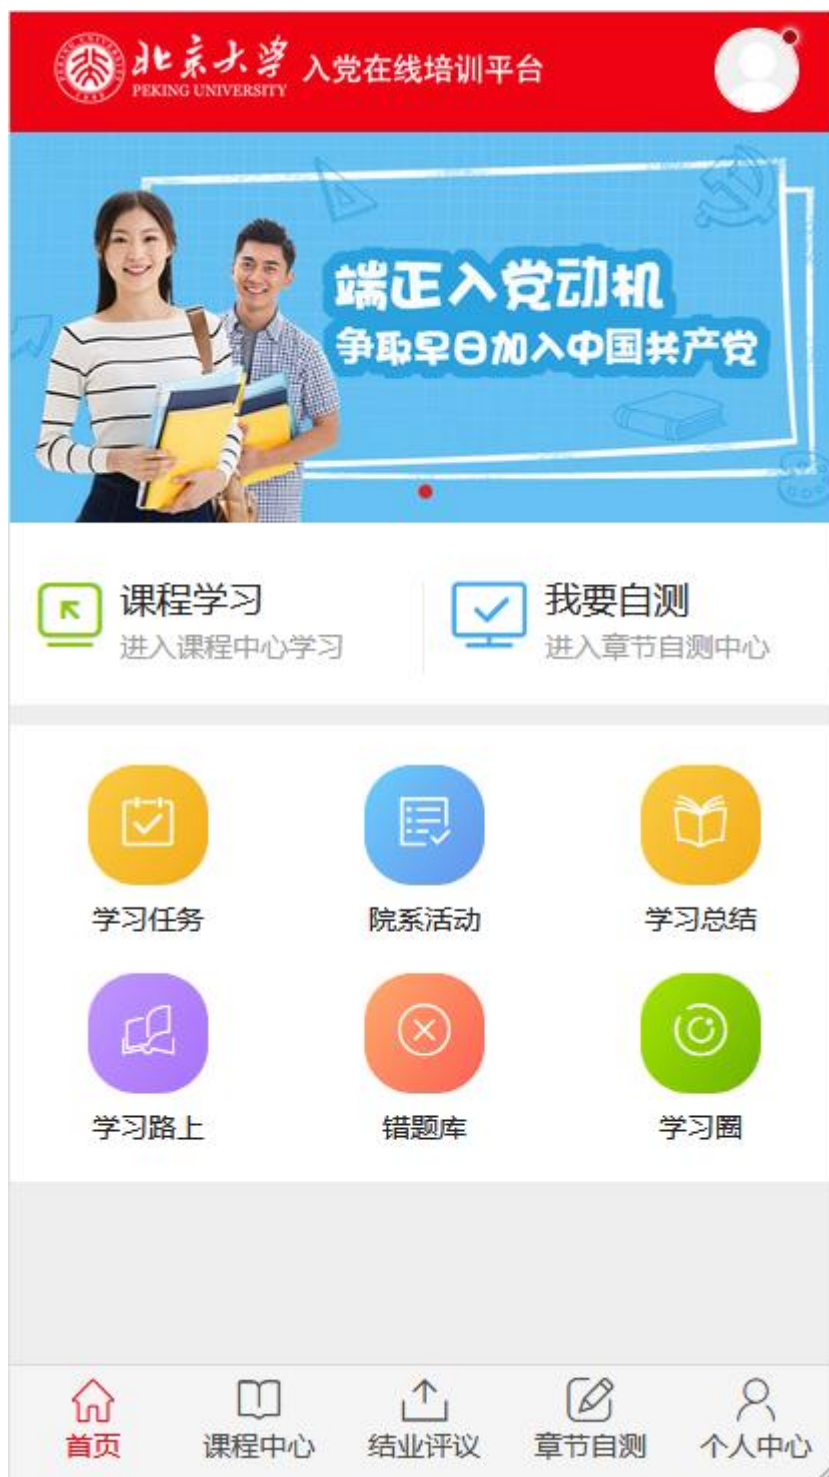 北京大学 入党在线培训平台
PEKING UNIVERSITY
端正入党动机
争取早日加入中国共产党
课程学习 我要自测
进入课程中心学习 进入章节自测中心
学习任务 院系活动 学习总结
学习路上 错题库 学习圈
首页 课程中心 结业评议 章节自测 个人中心